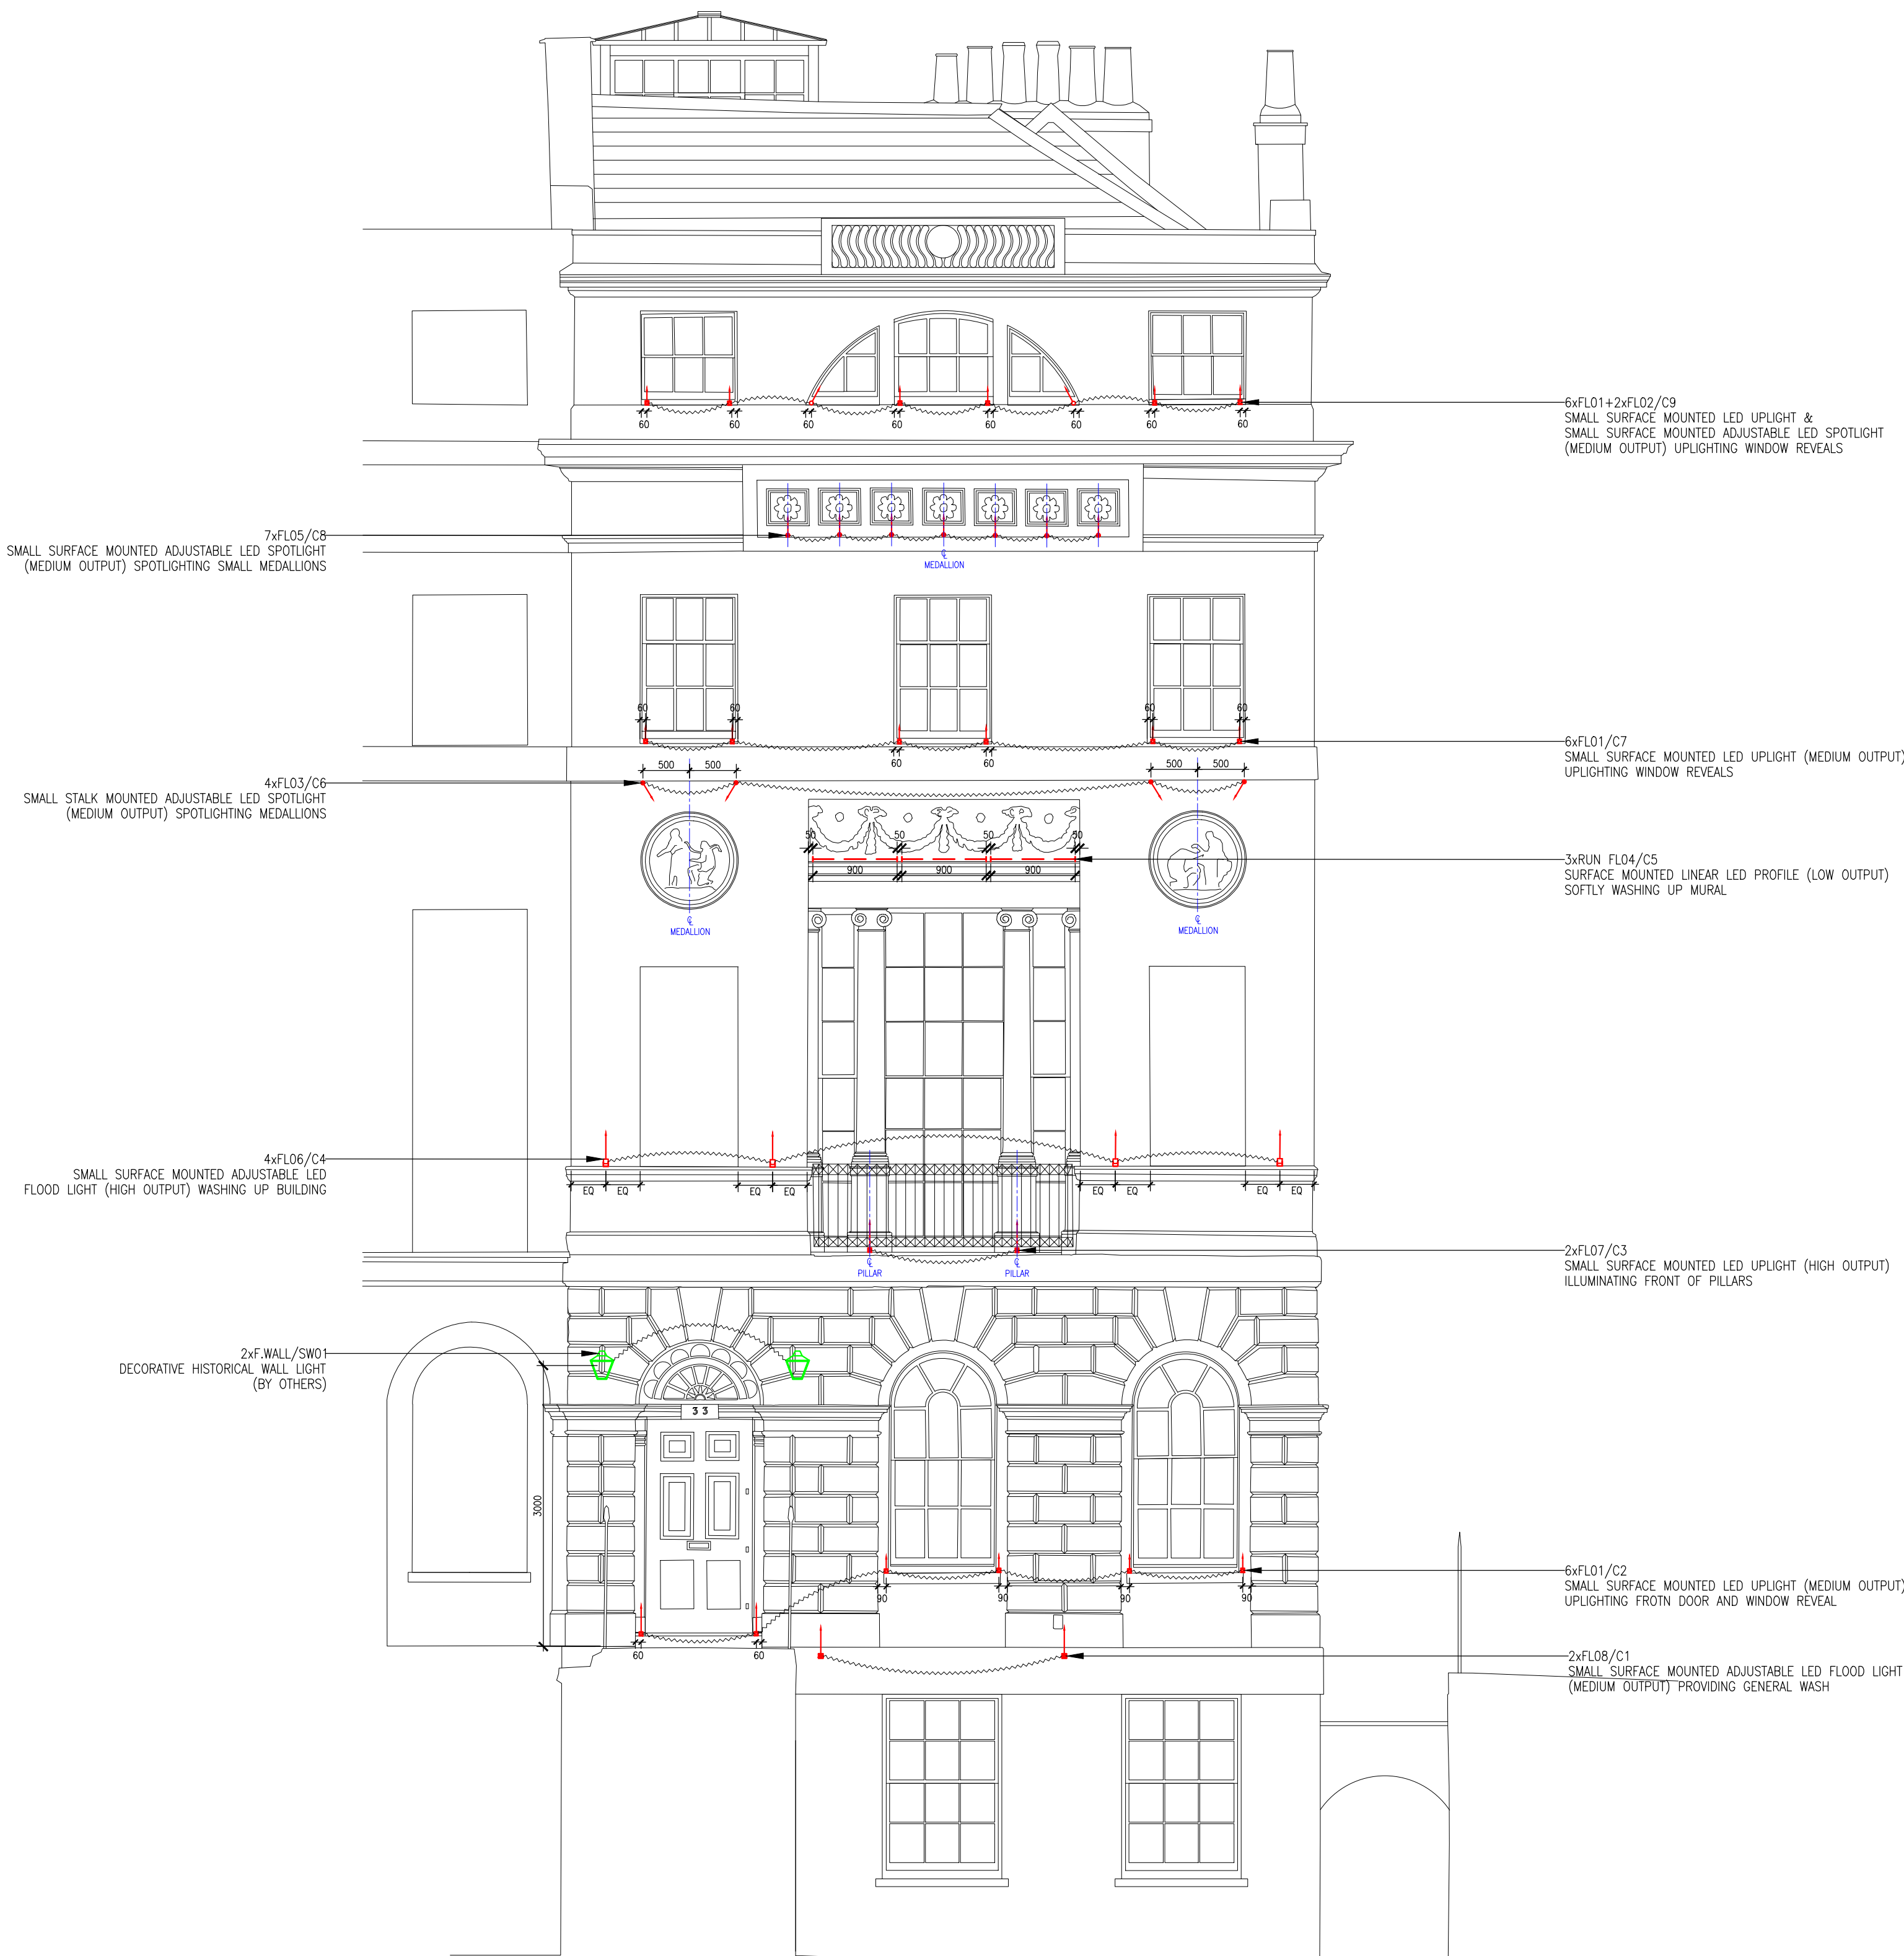 6xFL01+2xFL02/C9
SMALL SURFACE MOUNTED LED UPLIGHT &
SMALL SURFACE MOUNTED ADJUSTABLE LED SPOTLIGHT
(MEDIUM OUTPUT) UPLIGHTING WINDOW REVEALS
60 60 60 60 60 60 60 60
7xFL05/C8
SMALL SURFACE MOUNTED ADJUSTABLE LED SPOTLIGHT
(MEDIUM OUTPUT) SPOTLIGHTING SMALL MEDALLIONS
℄
MEDALLION
60 60 60 60
6xFL01/C7
SMALL SURFACE MOUNTED LED UPLIGHT (MEDIUM OUTPUT)
UPLIGHTING WINDOW REVEALS
60 60
500 500 500 500
4xFL03/C6
SMALL STALK MOUNTED ADJUSTABLE LED SPOTLIGHT
(MEDIUM OUTPUT) SPOTLIGHTING MEDALLIONS
50 50 50 50
900 900 900
3xRUN FL04/C5
SURFACE MOUNTED LINEAR LED PROFILE (LOW OUTPUT)
SOFTLY WASHING UP MURAL
℄
MEDALLION
℄
MEDALLION
4xFL06/C4
SMALL SURFACE MOUNTED ADJUSTABLE LED
FLOOD LIGHT (HIGH OUTPUT) WASHING UP BUILDING
EQ EQ EQ EQ EQ EQ EQ EQ
2xFL07/C3
SMALL SURFACE MOUNTED LED UPLIGHT (HIGH OUTPUT)
ILLUMINATING FRONT OF PILLARS
℄
PILLAR
℄
PILLAR
2xF.WALL/SW01
DECORATIVE HISTORICAL WALL LIGHT
(BY OTHERS)
33
3000
6xFL01/C2
SMALL SURFACE MOUNTED LED UPLIGHT (MEDIUM OUTPUT)
UPLIGHTING FROTN DOOR AND WINDOW REVEAL
90 90 90 90
60 60
2xFL08/C1
SMALL SURFACE MOUNTED ADJUSTABLE LED FLOOD LIGHT
(MEDIUM OUTPUT) PROVIDING GENERAL WASH